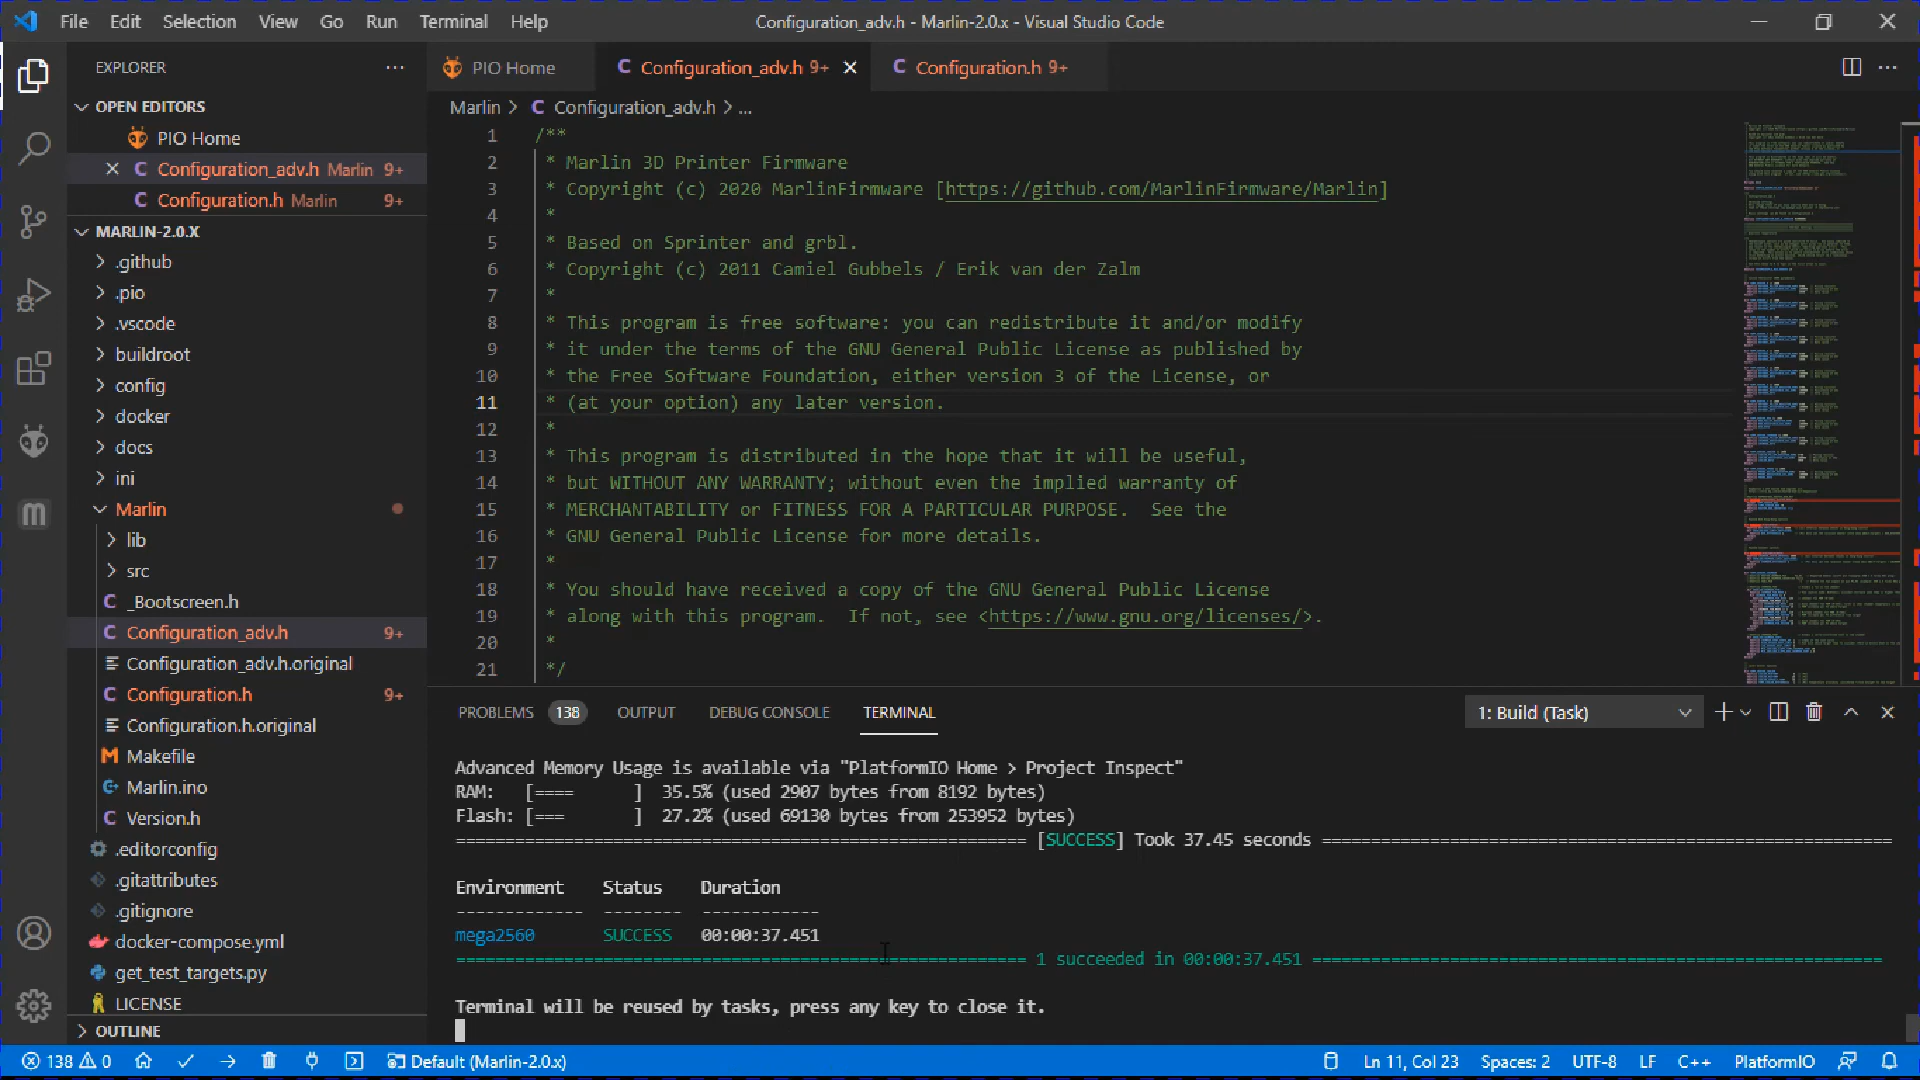 File Edit Selection View Go Run Terminal Help
Configuration_adv.h - Marlin-2.0.x - Visual Studio Code
EXPLORER
OPEN EDITORS
PIO Home
Configuration_adv.h Marlin 9+
Configuration.h Marlin 9+
MARLIN-2.0.X
.github
.pio
.vscode
buildroot
config
docker
docs
ini
Marlin
lib
src
_Bootscreen.h
Configuration_adv.h 9+
Configuration_adv.h.original
Configuration.h 9+
Configuration.h.original
Makefile
Marlin.ino
Version.h
.editorconfig
.gitattributes
.gitignore
docker-compose.yml
get_test_targets.py
LICENSE
OUTLINE
PIO Home
Configuration_adv.h 9+
Configuration.h 9+
Marlin > C Configuration_adv.h > ...
1 /**
2 * Marlin 3D Printer Firmware
3 * Copyright (c) 2020 MarlinFirmware [https://github.com/MarlinFirmware/Marlin]
4 *
5 * Based on Sprinter and grbl.
6 * Copyright (c) 2011 Camiel Gubbels / Erik van der Zalm
7 *
8 * This program is free software: you can redistribute it and/or modify
9 * it under the terms of the GNU General Public License as published by
10 * the Free Software Foundation, either version 3 of the License, or
11 * (at your option) any later version.
12 *
13 * This program is distributed in the hope that it will be useful,
14 * but WITHOUT ANY WARRANTY; without even the implied warranty of
15 * MERCHANTABILITY or FITNESS FOR A PARTICULAR PURPOSE.  See the
16 * GNU General Public License for more details.
17 *
18 * You should have received a copy of the GNU General Public License
19 * along with this program.  If not, see <https://www.gnu.org/licenses/>.
20 *
21 */
PROBLEMS 138 OUTPUT DEBUG CONSOLE TERMINAL
1: Build (Task)
Advanced Memory Usage is available via "PlatformIO Home > Project Inspect"
RAM:   [====      ]  35.5% (used 2907 bytes from 8192 bytes)
Flash: [===       ]  27.2% (used 69130 bytes from 253952 bytes)
[SUCCESS] Took 37.45 seconds
Environment    Status    Duration
-------------  --------  ------------
mega2560       SUCCESS   00:00:37.451
1 succeeded in 00:00:37.451
Terminal will be reused by tasks, press any key to close it.
138 0 Default (Marlin-2.0.x) Ln 11, Col 23 Spaces: 2 UTF-8 LF C++ PlatformIO